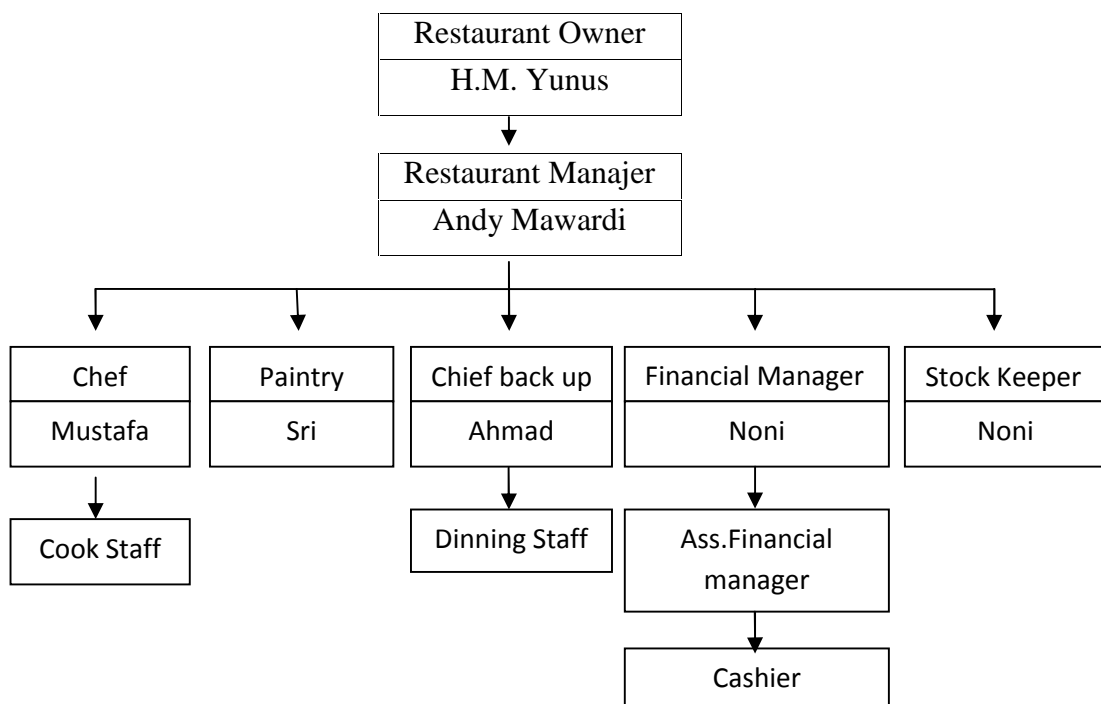 Restaurant Owner
H.M. Yunus
Restaurant Manajer
Andy Mawardi
Chef
Mustafa
Paintry
Sri
Chief back up
Ahmad
Financial Manager
Noni
Stock Keeper
Noni
Cook Staff
Dinning Staff
Ass.Financial
manager
Cashier